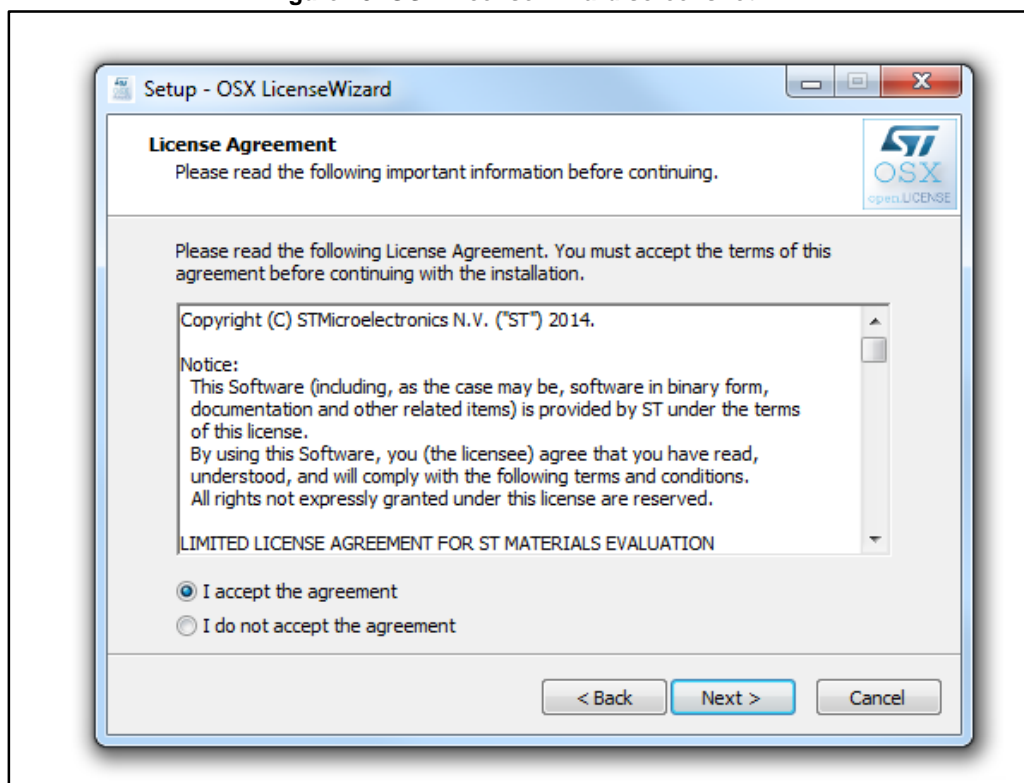 Setup - OSX LicenseWizard
License Agreement
Please read the following important information before continuing.
ST
OSX
open.LICENSE
Please read the following License Agreement. You must accept the terms of this
agreement before continuing with the installation.
Copyright (C) STMicroelectronics N.V. ("ST") 2014.
Notice:
This Software (including, as the case may be, software in binary form,
documentation and other related items) is provided by ST under the terms
of this license.
By using this Software, you (the licensee) agree that you have read,
understood, and will comply with the following terms and conditions.
All rights not expressly granted under this license are reserved.
LIMITED LICENSE AGREEMENT FOR ST MATERIALS EVALUATION
I accept the agreement
I do not accept the agreement
< Back Next > Cancel